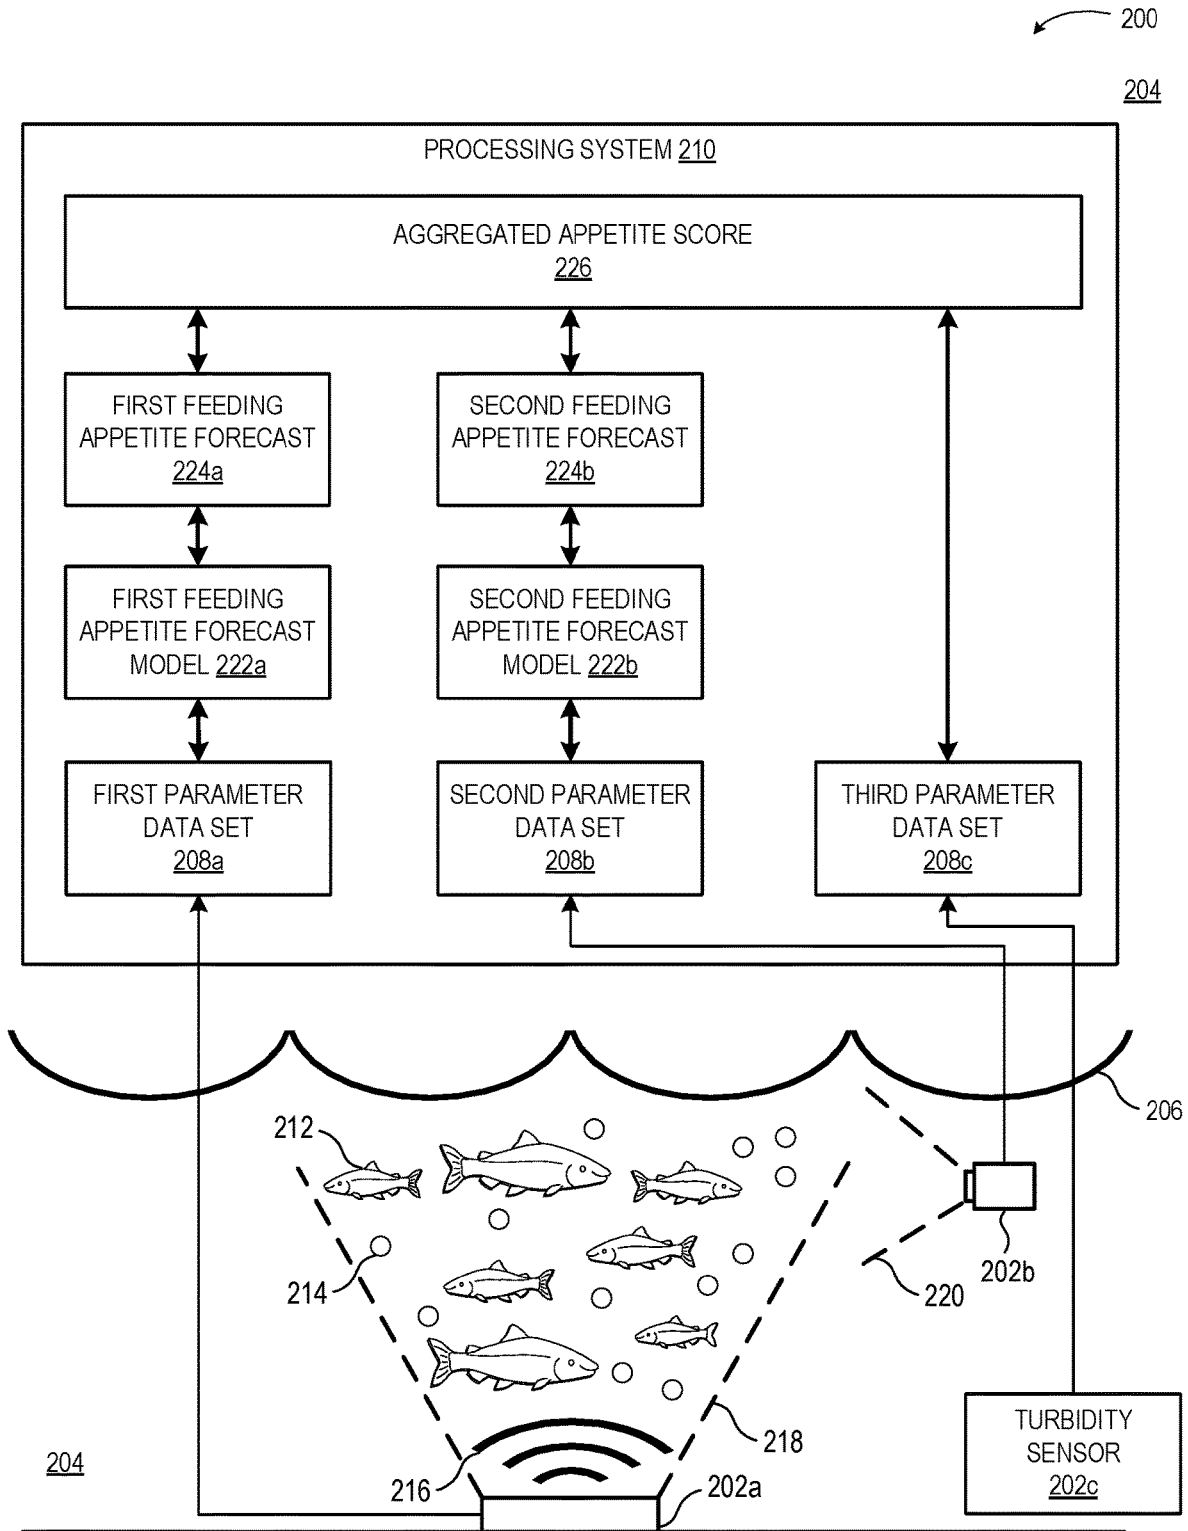 200
204
PROCESSING SYSTEM 210
AGGREGATED APPETITE SCORE
226
FIRST FEEDING
APPETITE FORECAST
224a
SECOND FEEDING
APPETITE FORECAST
224b
FIRST FEEDING
APPETITE FORECAST
MODEL 222a
SECOND FEEDING
APPETITE FORECAST
MODEL 222b
FIRST PARAMETER
DATA SET
208a
SECOND PARAMETER
DATA SET
208b
THIRD PARAMETER
DATA SET
208c
206
212
214
202b
220
218
216
202a
204
TURBIDITY
SENSOR
202c